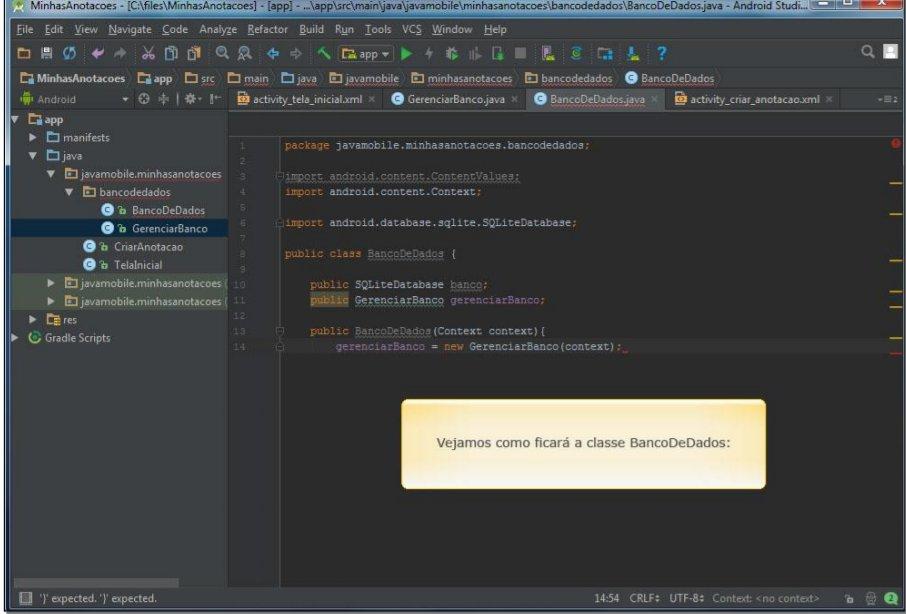 MinhasAnotacoes - [C:\files\MinhasAnotacoes] - [app] - ...\app\src\main\java\javamobile\minhasanotacoes\bancodedados\BancoDeDados.java - Android Studi...
File Edit View Navigate Code Analyze Refactor Build Run Tools VCS Window Help
app
MinhasAnotacoes app src main java javamobile minhasanotacoes bancodedados BancoDeDados
Android activity_tela_inicial.xml GerenciarBanco.java BancoDeDados.java activity_criar_anotacao.xml
app
manifests
java
javamobile.minhasanotacoes
bancodedados
BancoDeDados
GerenciarBanco
CriarAnotacao
TelaInicial
javamobile.minhasanotacoes (
javamobile.minhasanotacoes (
res
Gradle Scripts
1 package javamobile.minhasanotacoes.bancodedados;
2
3 import android.content.ContentValues;
4 import android.content.Context;
5
6 import android.database.sqlite.SQLiteDatabase;
7
8 public class BancoDeDados {
9
10 public SQLiteDatabase banco;
11 public GerenciarBanco gerenciarBanco;
12
13 public BancoDeDados(Context context){
14 gerenciarBanco = new GerenciarBanco(context);
Vejamos como ficará a classe BancoDeDados:
'}' expected. '}' expected. 14:54 CRLF UTF-8 Context: <no context> 2